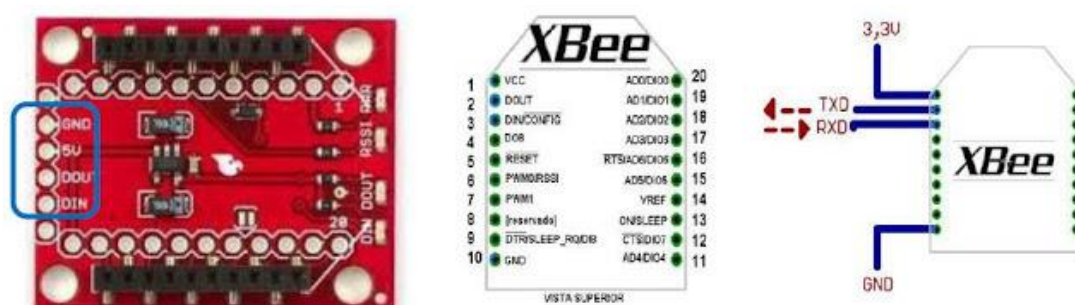 GND
5V
DOUT
DIN
1
PWR
RSSI
DOUT
DIN
20
XBee
1 VCC AD0/DIO0 20
2 DOUT AD1/DIO1 19
3 DIN/CONFIG AD2/DIO2 18
4 DO8 AD3/DIO3 17
5 RESET RTS/AD6/DIO6 16
6 PWM0/RSSI AD5/DIO5 15
7 PWM1 VREF 14
8 [reservado] ON/SLEEP 13
9 DTR/SLEEP_RQ/DI8 CTS/DIO7 12
10 GND AD4/DIO4 11
VISTA SUPERIOR
3,3V
TXD
RXD
XBee
GND